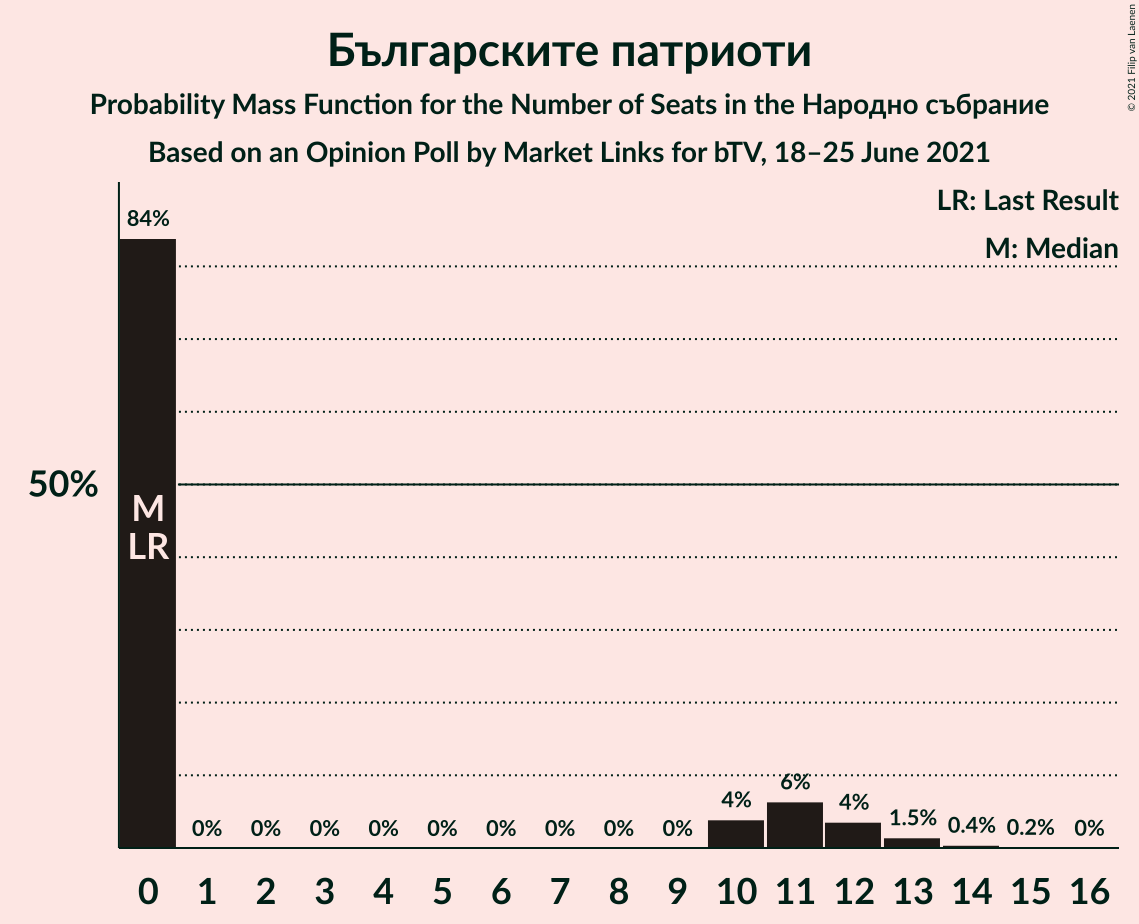 Българските патриоти
Probability Mass Function for the Number of Seats in the Народно събрание
Based on an Opinion Poll by Market Links for bTV, 18–25 June 2021
© 2021 Filip van Laenen
LR: Last Result
M: Median
84%
50%
M
LR
0% 0% 0% 0% 0% 0% 0% 0% 0% 4% 6% 4% 1.5% 0.4% 0.2% 0%
0 1 2 3 4 5 6 7 8 9 10 11 12 13 14 15 16